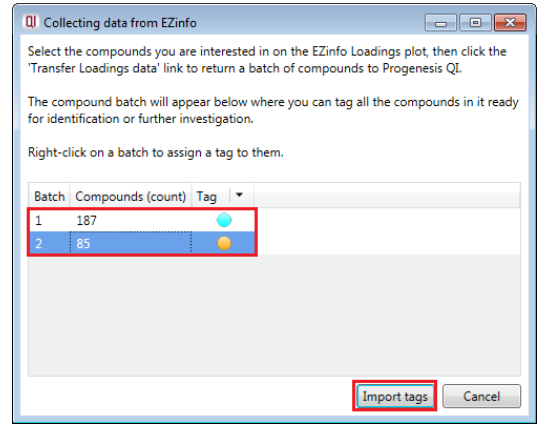 QI Collecting data from EZinfo
Select the compounds you are interested in on the EZinfo Loadings plot, then click the
'Transfer Loadings data' link to return a batch of compounds to Progenesis QI.
The compound batch will appear below where you can tag all the compounds in it ready
for identification or further investigation.
Right-click on a batch to assign a tag to them.
Batch Compounds (count) Tag
1 187
2 85
Import tags Cancel